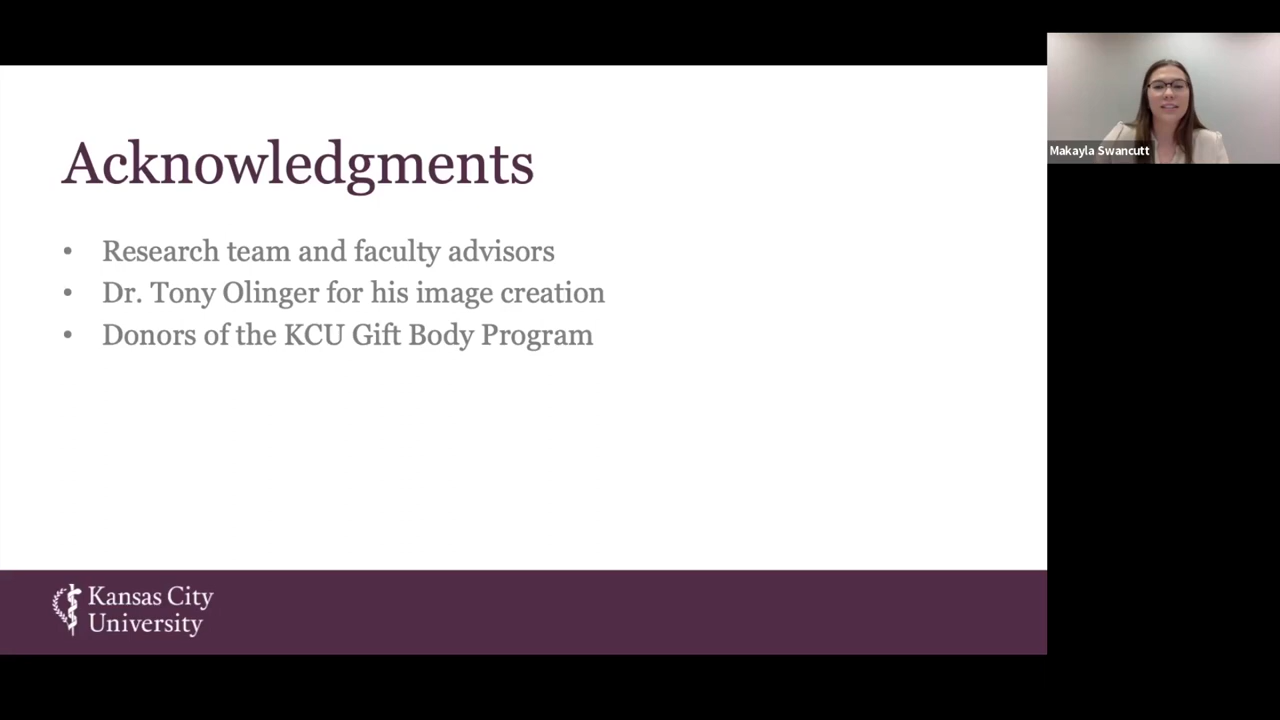 Acknowledgments
• Research team and faculty advisors
• Dr. Tony Olinger for his image creation
• Donors of the KCU Gift Body Program
Kansas City
University
Makayla Swancutt